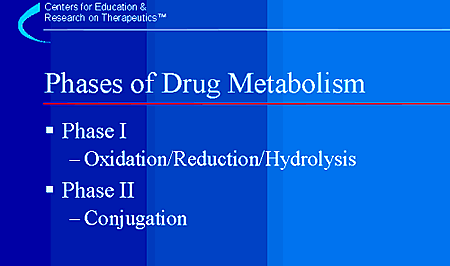 Centers for Education &
Research on Therapeutics™
Phases of Drug Metabolism
▪ Phase I
– Oxidation/Reduction/Hydrolysis
▪ Phase II
– Conjugation